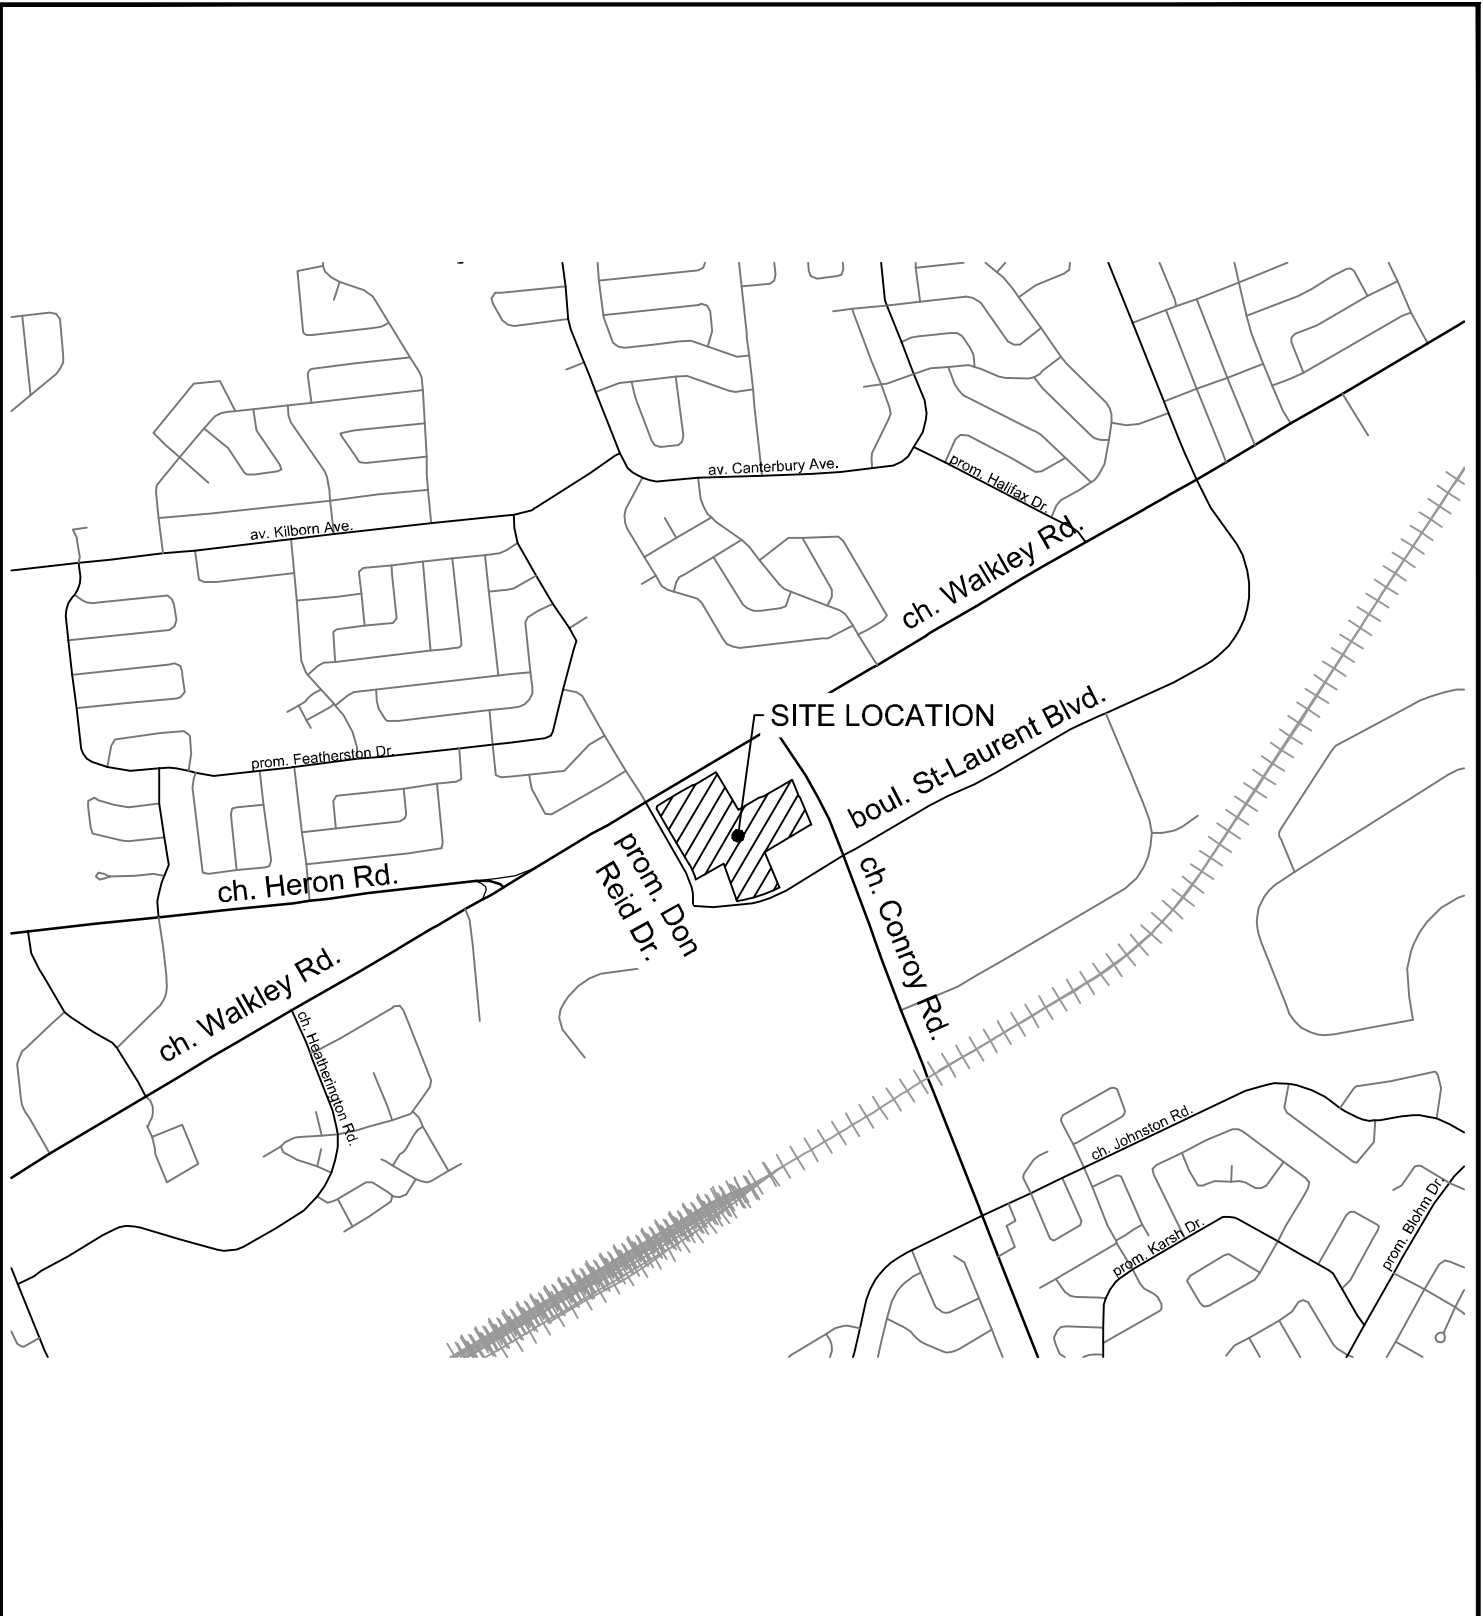 av. Canterbury Ave.
prom. Halifax Dr.
av. Kilborn Ave.
ch. Walkley Rd.
SITE LOCATION
boul. St-Laurent Blvd.
prom. Featherston Dr.
prom. Don
Reid Dr.
ch. Heron Rd.
ch. Conroy Rd.
ch. Walkley Rd.
ch. Heatherington Rd.
ch. Johnston Rd.
prom. Karsh Dr.
prom. Blohm Dr.